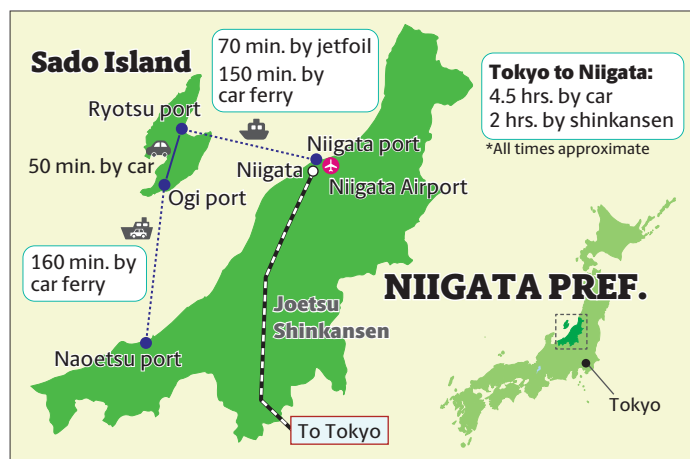 Sado Island
70 min. by jetfoil
150 min. by
car ferry
Tokyo to Niigata:
4.5 hrs. by car
2 hrs. by shinkansen
*All times approximate
Ryotsu port
Niigata port
Niigata
Niigata Airport
50 min. by car
Ogi port
160 min. by
car ferry
NIIGATA PREF.
Joetsu
Shinkansen
Naoetsu port
Tokyo
To Tokyo